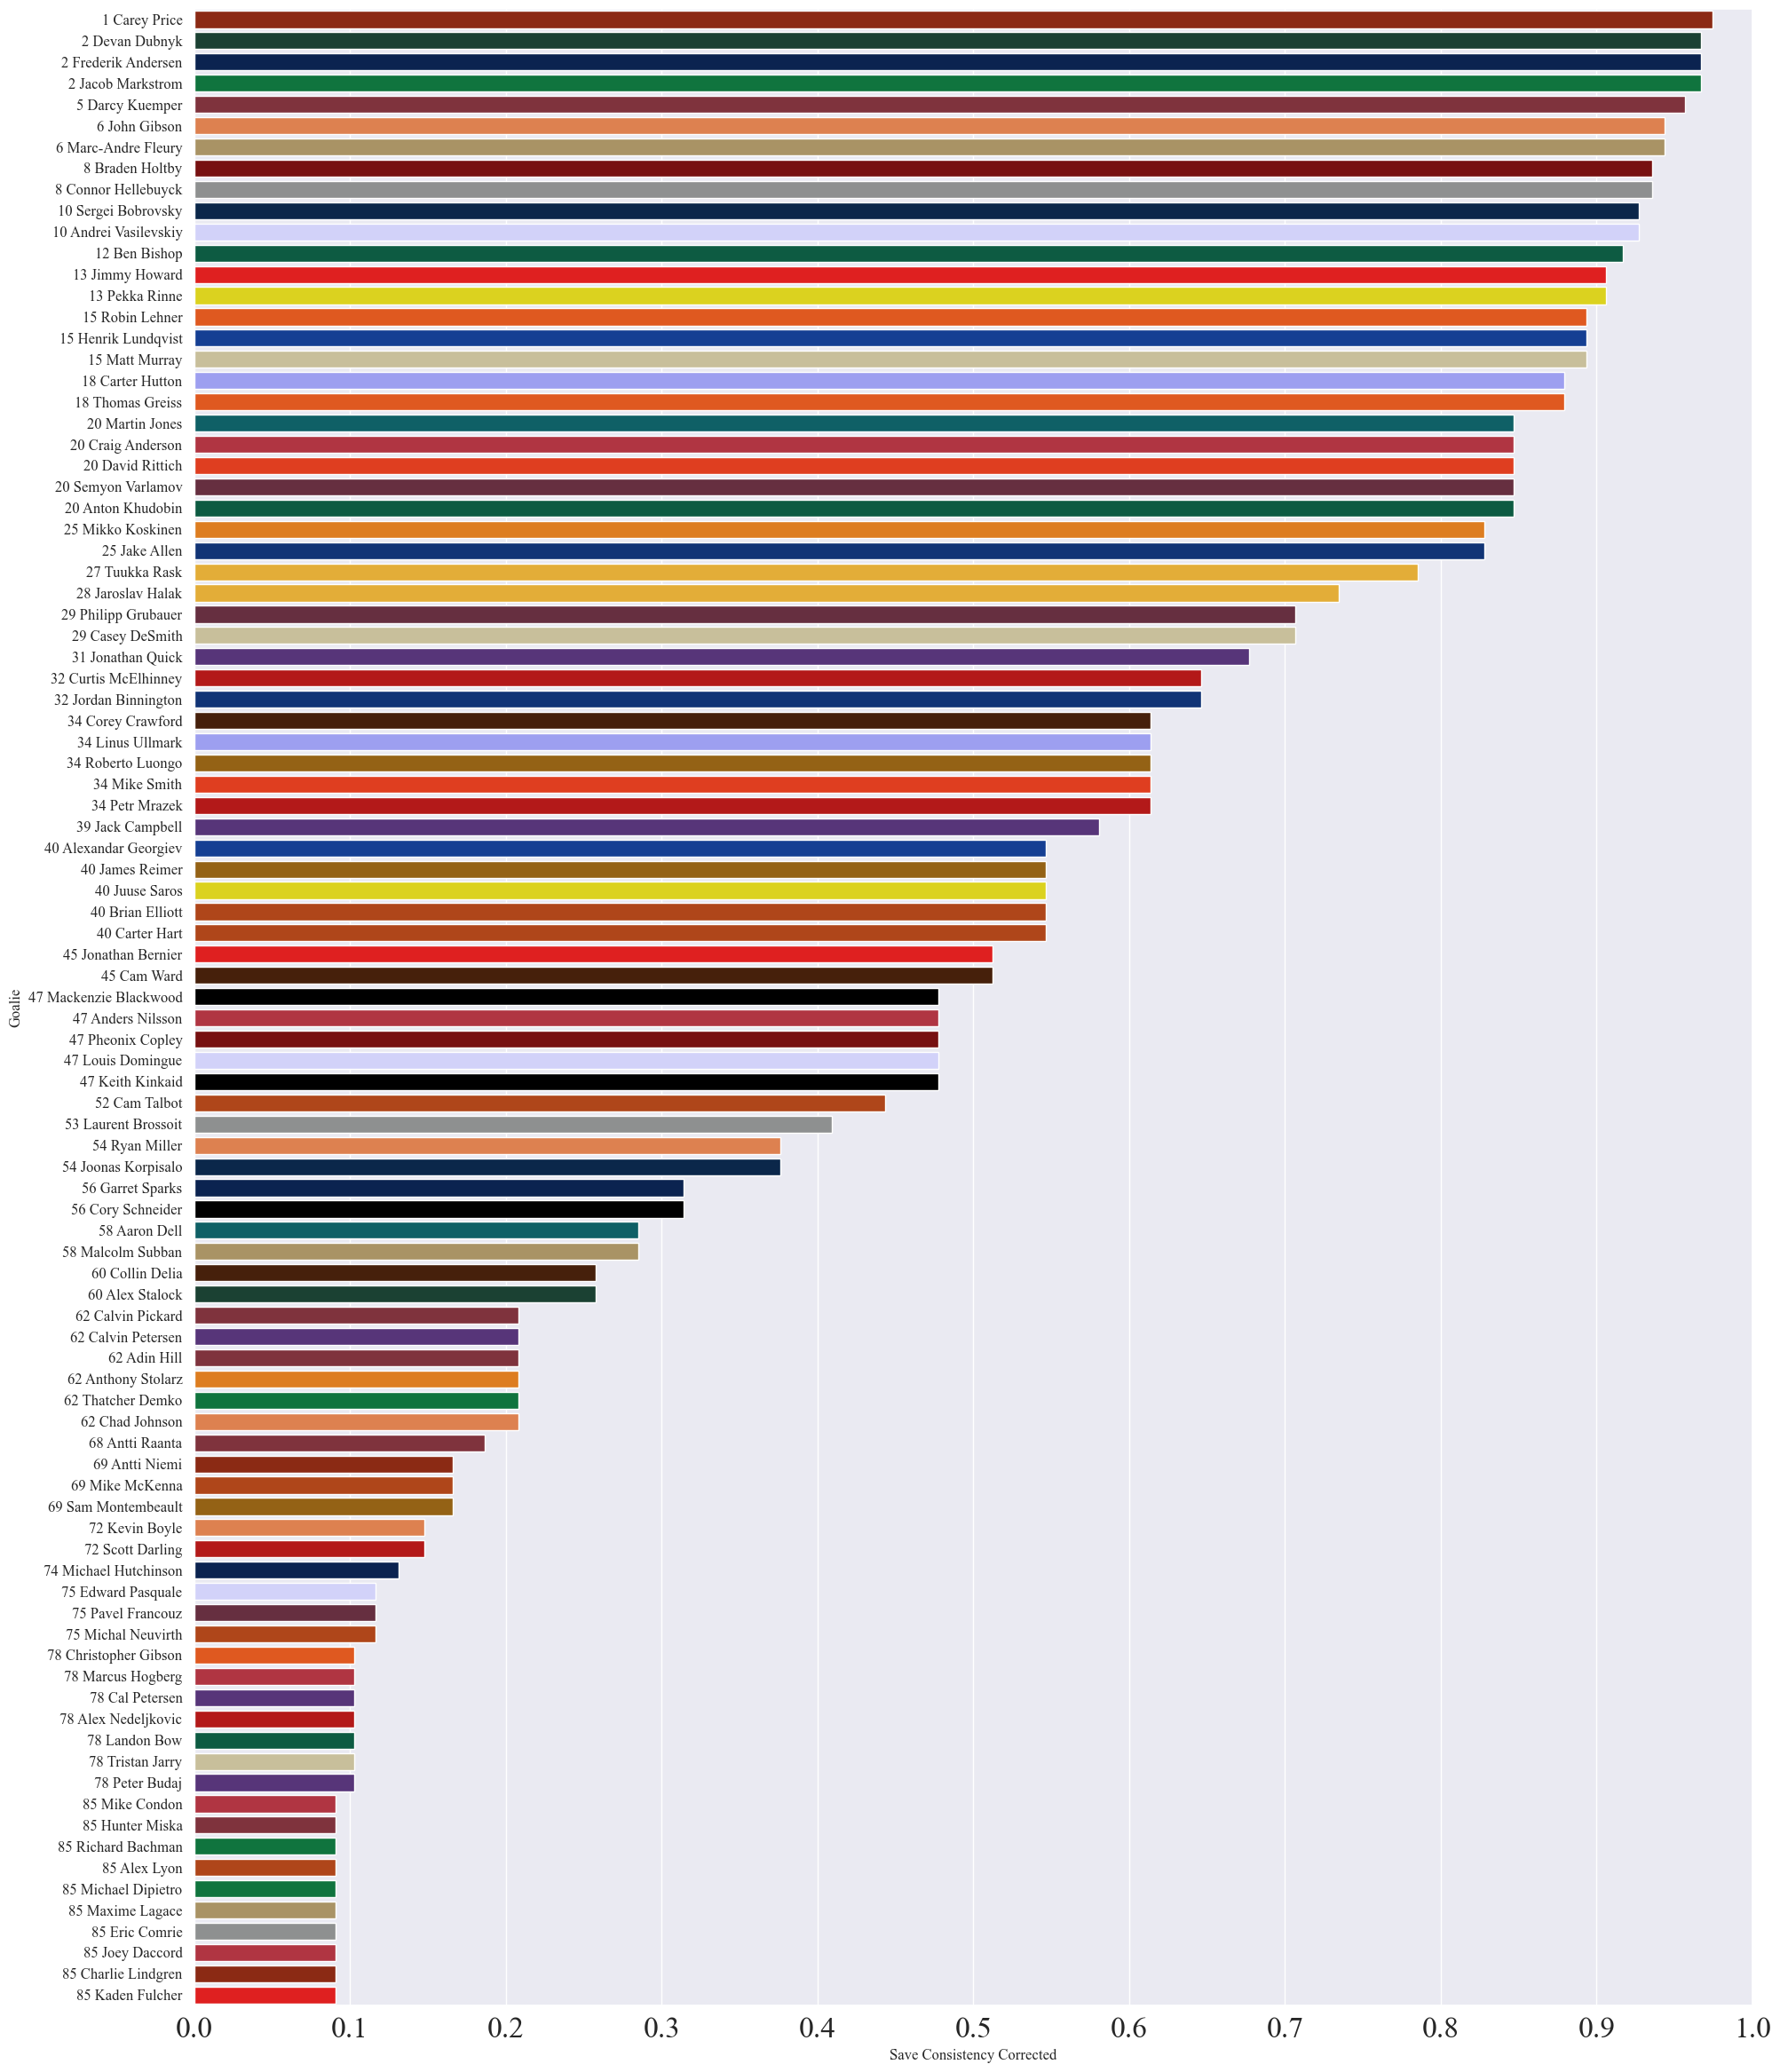 1 Carey Price
2 Devan Dubnyk
2 Frederik Andersen
2 Jacob Markstrom
5 Darcy Kuemper
6 John Gibson
6 Marc-Andre Fleury
8 Braden Holtby
8 Connor Hellebuyck
10 Sergei Bobrovsky
10 Andrei Vasilevskiy
12 Ben Bishop
13 Jimmy Howard
13 Pekka Rinne
15 Robin Lehner
15 Henrik Lundqvist
15 Matt Murray
18 Carter Hutton
18 Thomas Greiss
20 Martin Jones
20 Craig Anderson
20 David Rittich
20 Semyon Varlamov
20 Anton Khudobin
25 Mikko Koskinen
25 Jake Allen
27 Tuukka Rask
28 Jaroslav Halak
29 Philipp Grubauer
29 Casey DeSmith
31 Jonathan Quick
32 Curtis McElhinney
32 Jordan Binnington
34 Corey Crawford
34 Linus Ullmark
34 Roberto Luongo
34 Mike Smith
34 Petr Mrazek
39 Jack Campbell
40 Alexandar Georgiev
40 James Reimer
40 Juuse Saros
40 Brian Elliott
40 Carter Hart
45 Jonathan Bernier
45 Cam Ward
47 Mackenzie Blackwood
47 Anders Nilsson
47 Pheonix Copley
47 Louis Domingue
47 Keith Kinkaid
52 Cam Talbot
53 Laurent Brossoit
54 Ryan Miller
54 Joonas Korpisalo
56 Garret Sparks
56 Cory Schneider
58 Aaron Dell
58 Malcolm Subban
60 Collin Delia
60 Alex Stalock
62 Calvin Pickard
62 Calvin Petersen
62 Adin Hill
62 Anthony Stolarz
62 Thatcher Demko
62 Chad Johnson
68 Antti Raanta
69 Antti Niemi
69 Mike McKenna
69 Sam Montembeault
72 Kevin Boyle
72 Scott Darling
74 Michael Hutchinson
75 Edward Pasquale
75 Pavel Francouz
75 Michal Neuvirth
78 Christopher Gibson
78 Marcus Hogberg
78 Cal Petersen
78 Alex Nedeljkovic
78 Landon Bow
78 Tristan Jarry
78 Peter Budaj
85 Mike Condon
85 Hunter Miska
85 Richard Bachman
85 Alex Lyon
85 Michael Dipietro
85 Maxime Lagace
85 Eric Comrie
85 Joey Daccord
85 Charlie Lindgren
85 Kaden Fulcher
Goalie
0.0 0.1 0.2 0.3 0.4 0.5 0.6 0.7 0.8 0.9 1.0
Save Consistency Corrected